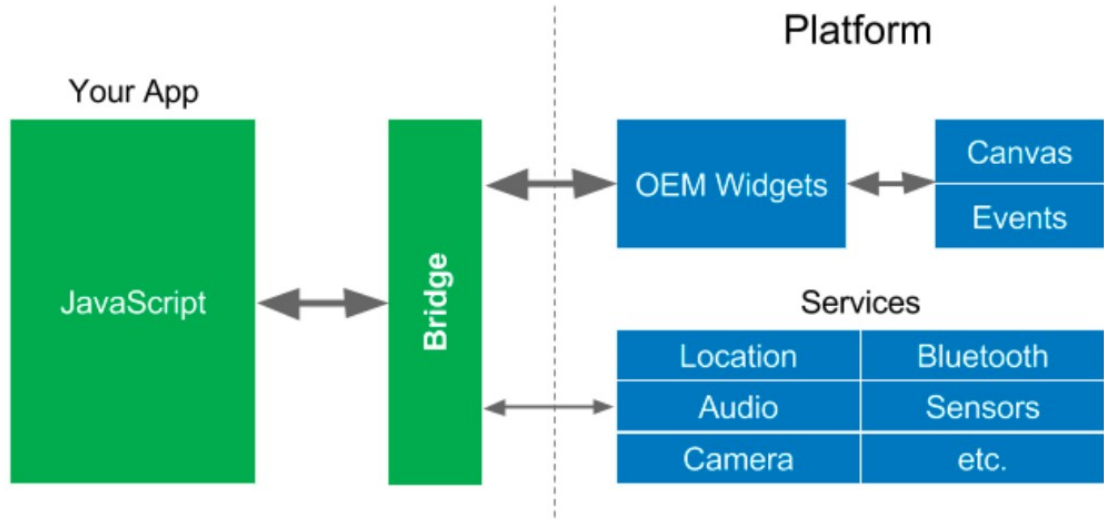 Platform
Your App
JavaScript
Bridge
OEM Widgets
Canvas
Events
Services
Location
Bluetooth
Audio
Sensors
Camera
etc.